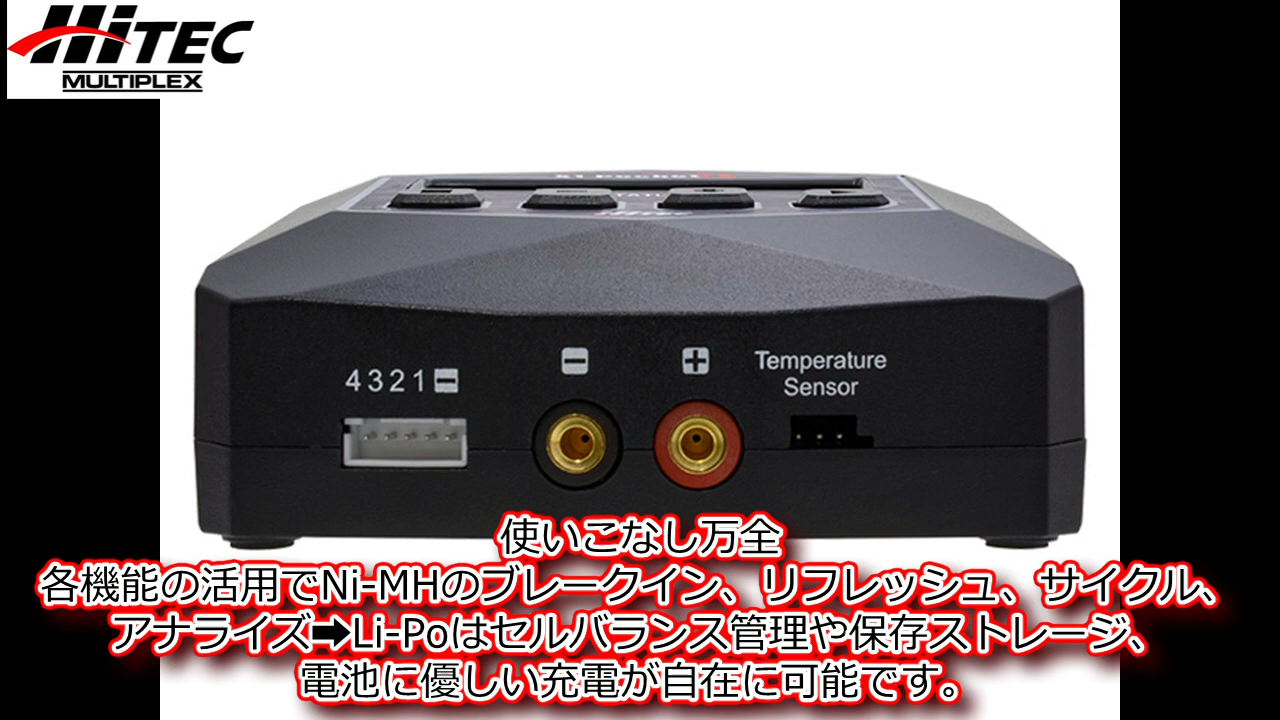 HiTEC
MULTIPLEX
X1 Pocket
HiTEC
4 3 2 1
Temperature
Sensor
使いこなし万全
各機能の活用でNi-MHのブレークイン、リフレッシュ、サイクル、
アナライズ➡Li-Poはセルバランス管理や保存ストレージ、
電池に優しい充電が自在に可能です。